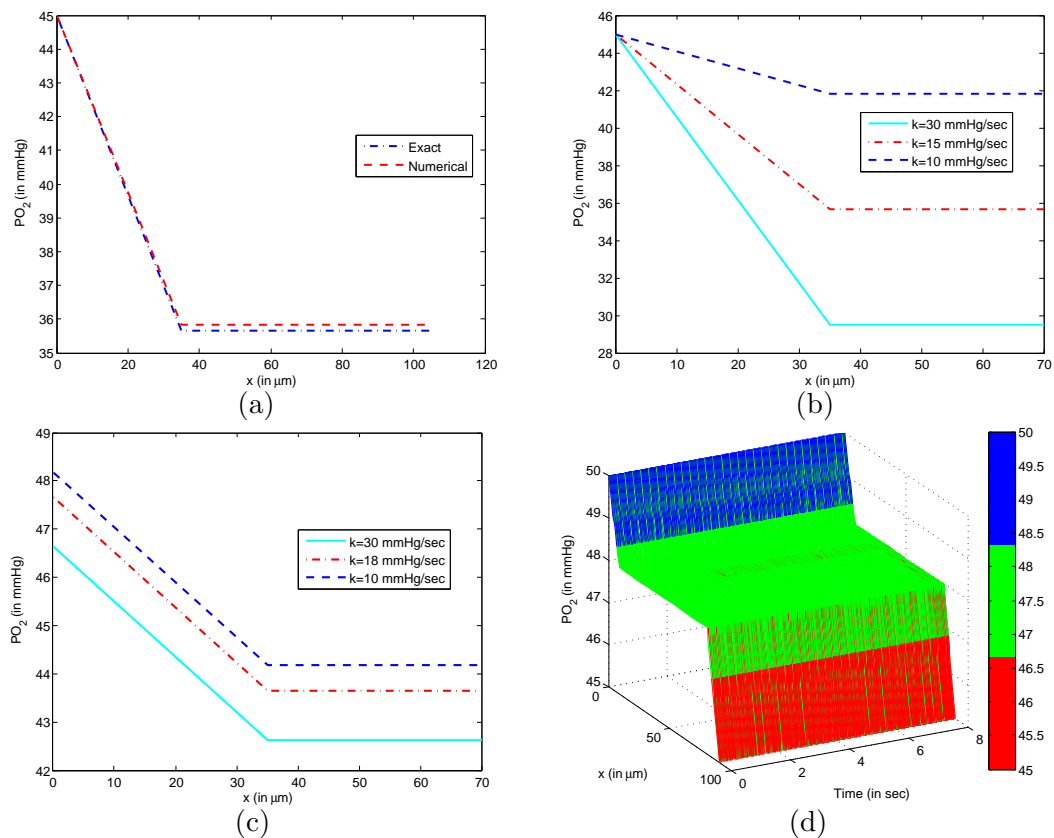 45
44
43
42
41
40
39
38
37
36
35
PO2 (in mmHg)
0 20 40 60 80 100 120
x (in μm)
Exact
Numerical
(a)
46
44
42
40
38
36
34
32
30
28
PO2 (in mmHg)
0 10 20 30 40 50 60 70
x (in μm)
k=30 mmHg/sec
k=15 mmHg/sec
k=10 mmHg/sec
(b)
49
48
47
46
45
44
43
42
PO2 (in mmHg)
0 10 20 30 40 50 60 70
x (in μm)
k=30 mmHg/sec
k=18 mmHg/sec
k=10 mmHg/sec
(c)
50
49
48
47
46
45
PO2 (in mmHg)
0
50
100
x (in μm)
0
2
4
6
8
Time (in sec)
50
49.5
49
48.5
48
47.5
47
46.5
46
45.5
45
(d)